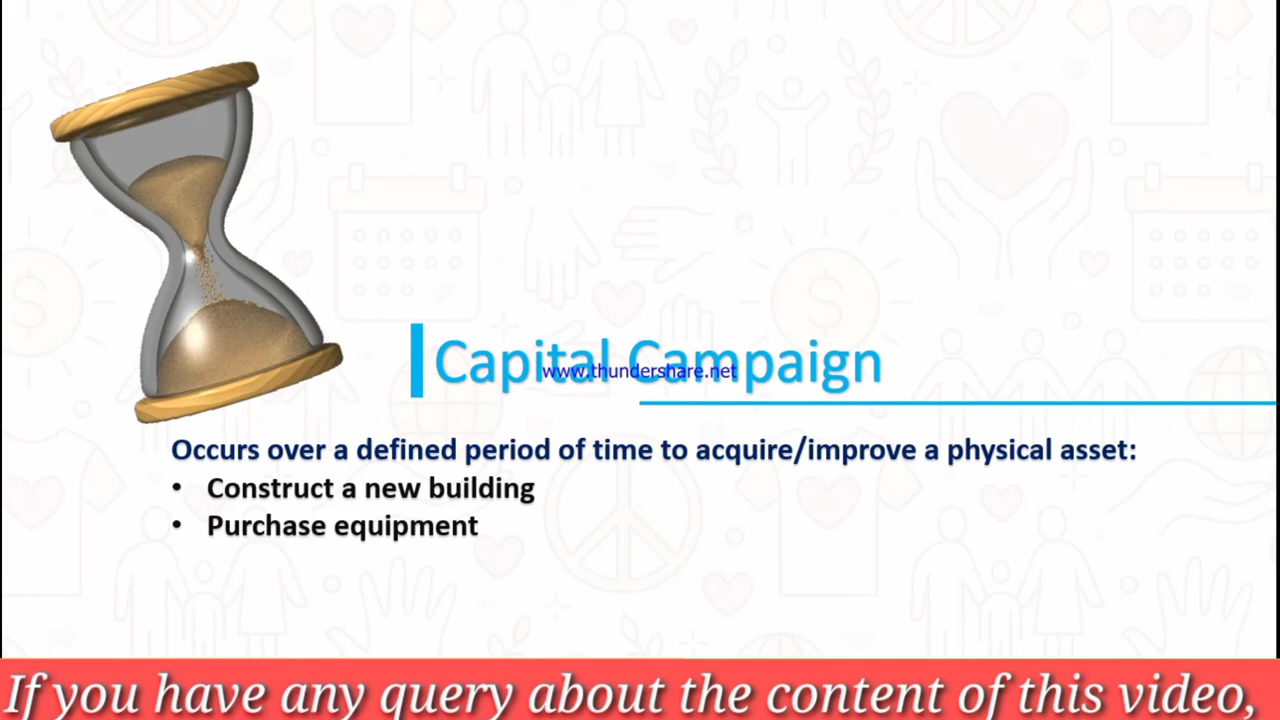 Capital Campaign
www.thundershare.net
Occurs over a defined period of time to acquire/improve a physical asset:
• Construct a new building
• Purchase equipment
If you have any query about the content of this video,